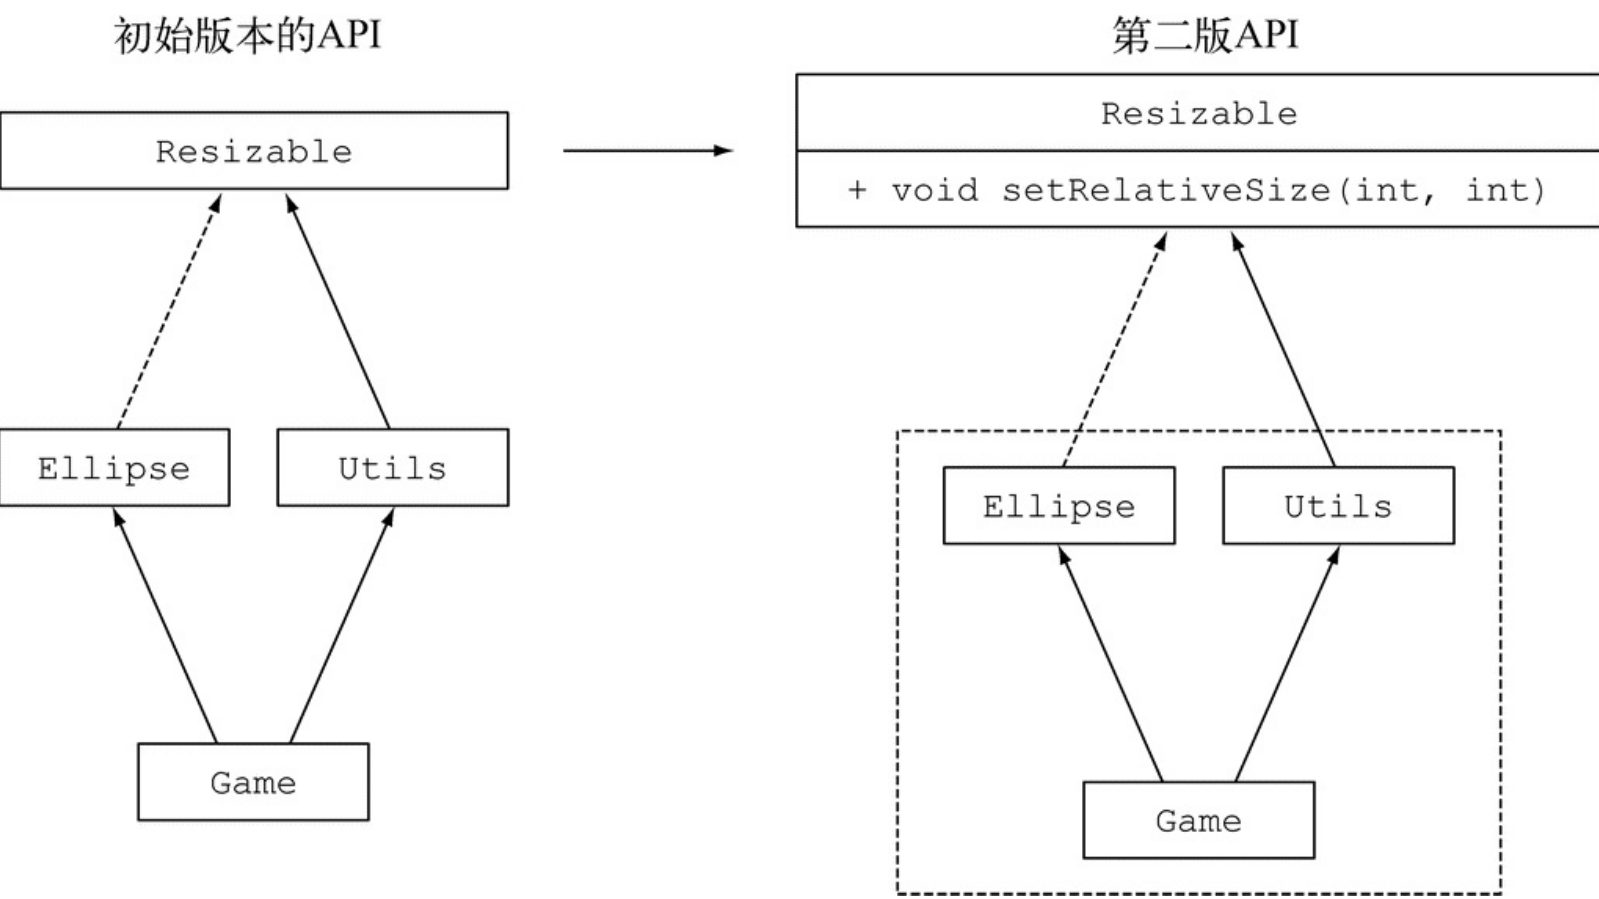 初始版本的API
Resizable
Ellipse
Utils
Game
第二版API
Resizable
+ void setRelativeSize(int, int)
Ellipse
Utils
Game